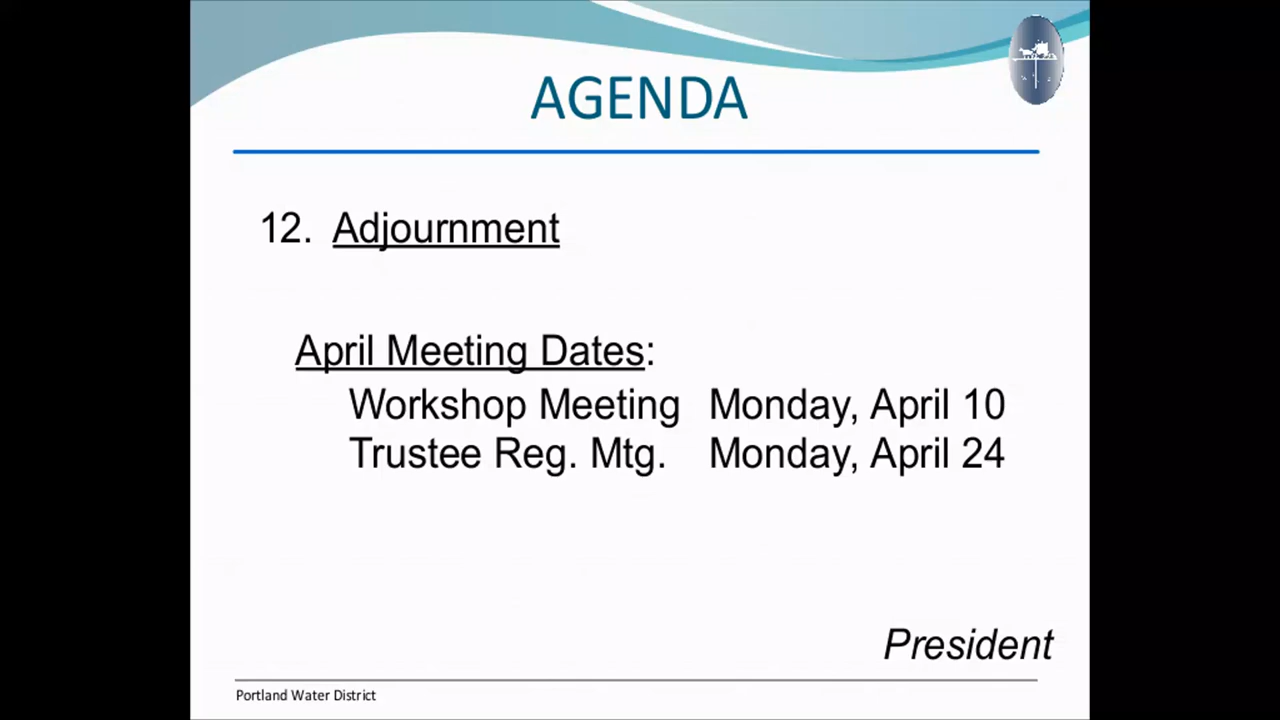 AGENDA
12. Adjournment
April Meeting Dates:
Workshop Meeting Monday, April 10
Trustee Reg. Mtg. Monday, April 24
President
Portland Water District